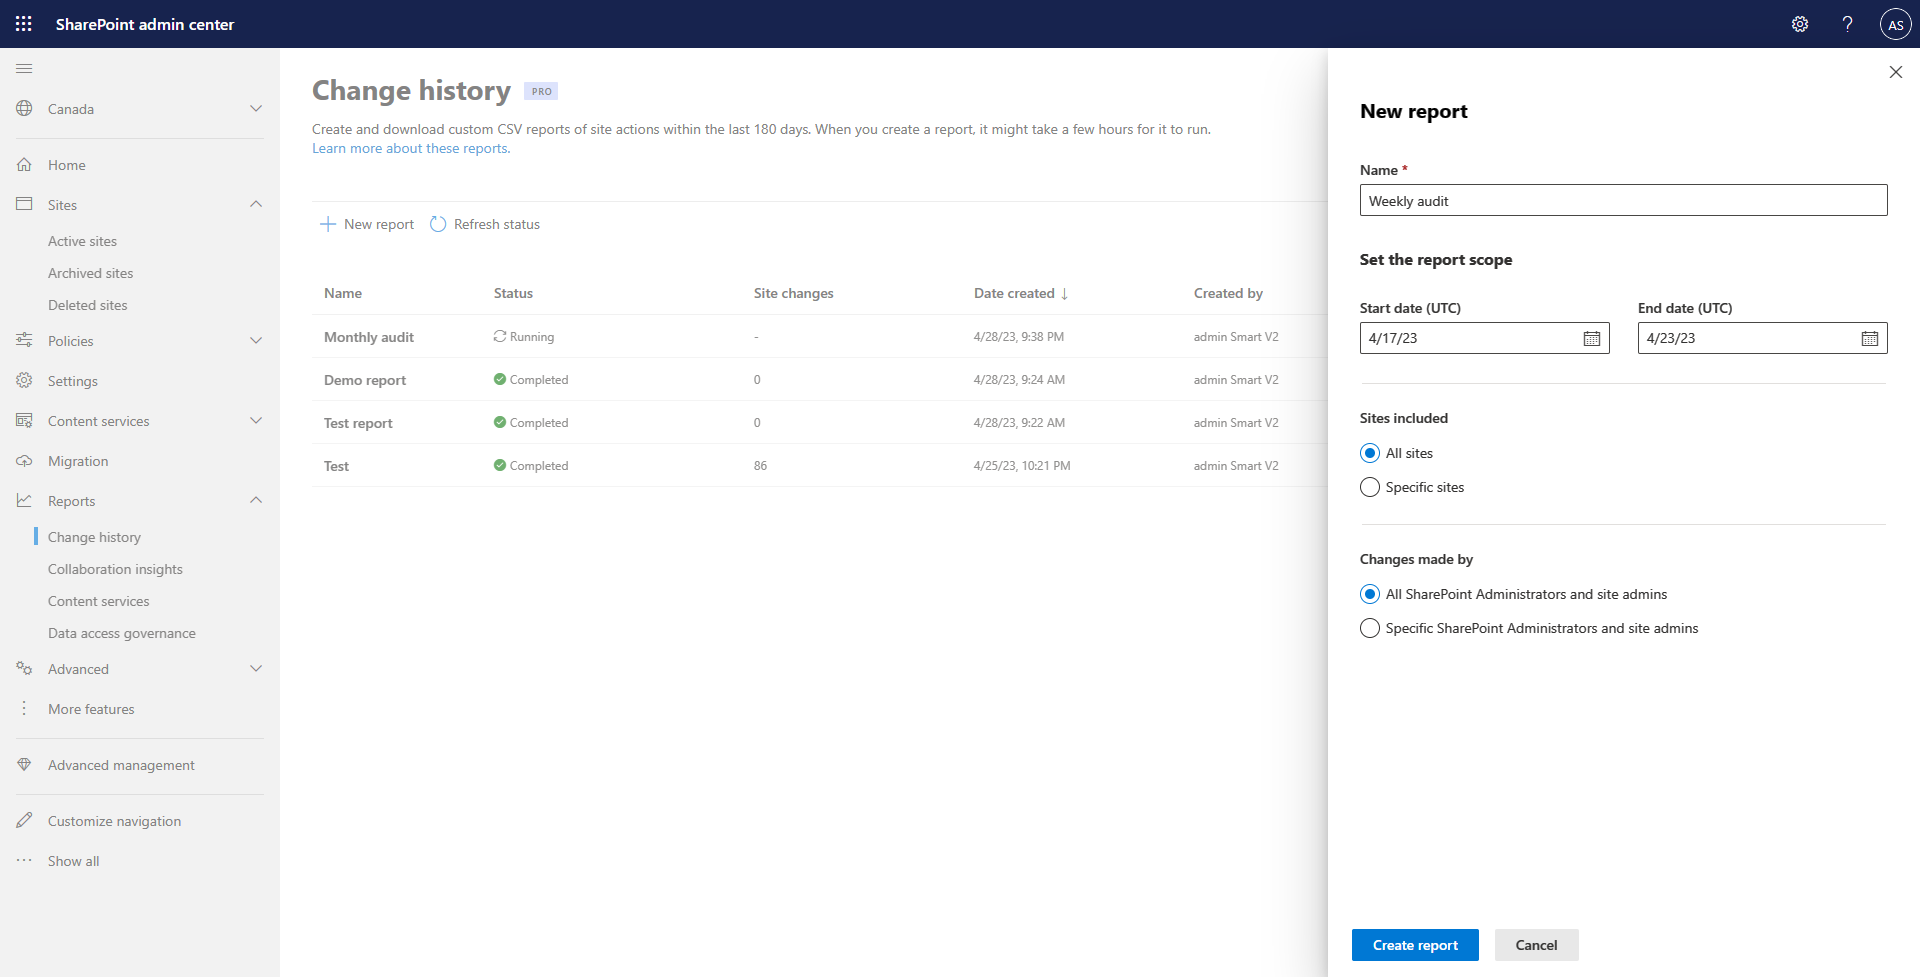 SharePoint admin center
AS
Canada
Home
Sites
Active sites
Archived sites
Deleted sites
Policies
Settings
Content services
Migration
Reports
Change history
Collaboration insights
Content services
Data access governance
Advanced
More features
Advanced management
Customize navigation
Show all
Change history PRO
Create and download custom CSV reports of site actions within the last 180 days. When you create a report, it might take a few hours for it to run.
Learn more about these reports.
New report Refresh status
Name Status Site changes Date created ↓ Created by
Monthly audit Running - 4/28/23, 9:38 PM admin Smart V2
Demo report Completed 0 4/28/23, 9:24 AM admin Smart V2
Test report Completed 0 4/28/23, 9:22 AM admin Smart V2
Test Completed 86 4/25/23, 10:21 PM admin Smart V2
New report
Name *
Weekly audit
Set the report scope
Start date (UTC) End date (UTC)
4/17/23 4/23/23
Sites included
All sites
Specific sites
Changes made by
All SharePoint Administrators and site admins
Specific SharePoint Administrators and site admins
Create report Cancel